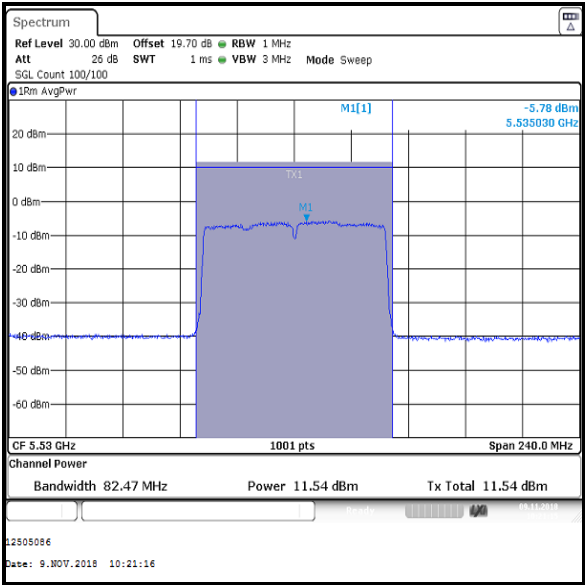 Spectrum
Ref Level 30.00 dBm Offset 19.70 dB RBW 1 MHz
Att 26 dB SWT 1 ms VBW 3 MHz Mode Sweep
SGL Count 100/100
1Rm AvgPwr
M1[1] -5.78 dBm
5.535030 GHz
20 dBm
10 dBm
TX1
0 dBm
M1
-10 dBm
-20 dBm
-30 dBm
-40 dBm
-50 dBm
-60 dBm
CF 5.53 GHz 1001 pts Span 240.0 MHz
Channel Power
Bandwidth 82.47 MHz Power 11.54 dBm Tx Total 11.54 dBm
Ready 09.11.2018
12505086
Date: 9.NOV.2018 10:21:16